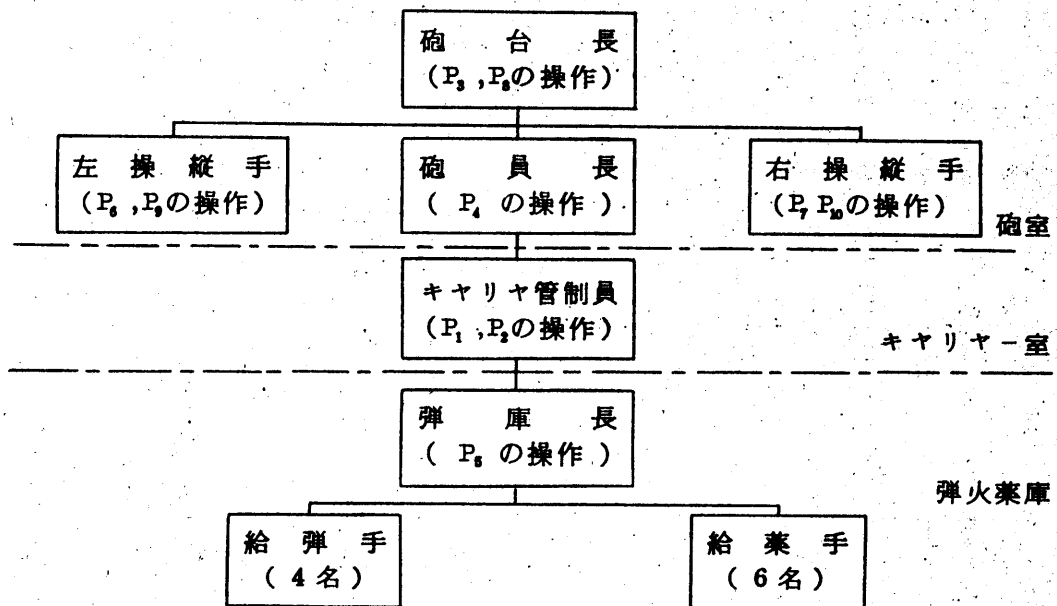 砲台長
(P₃,P₈の操作)
左操縦手
(P₆,P₉の操作)
砲員長
(P₄の操作)
右操縦手
(P₇ P₁₀の操作)
砲室
キヤリヤ管制員
(P₁,P₂の操作)
キヤリヤー室
弾庫長
(P₅の操作)
弾火薬庫
給弾手
(4名)
給薬手
(6名)